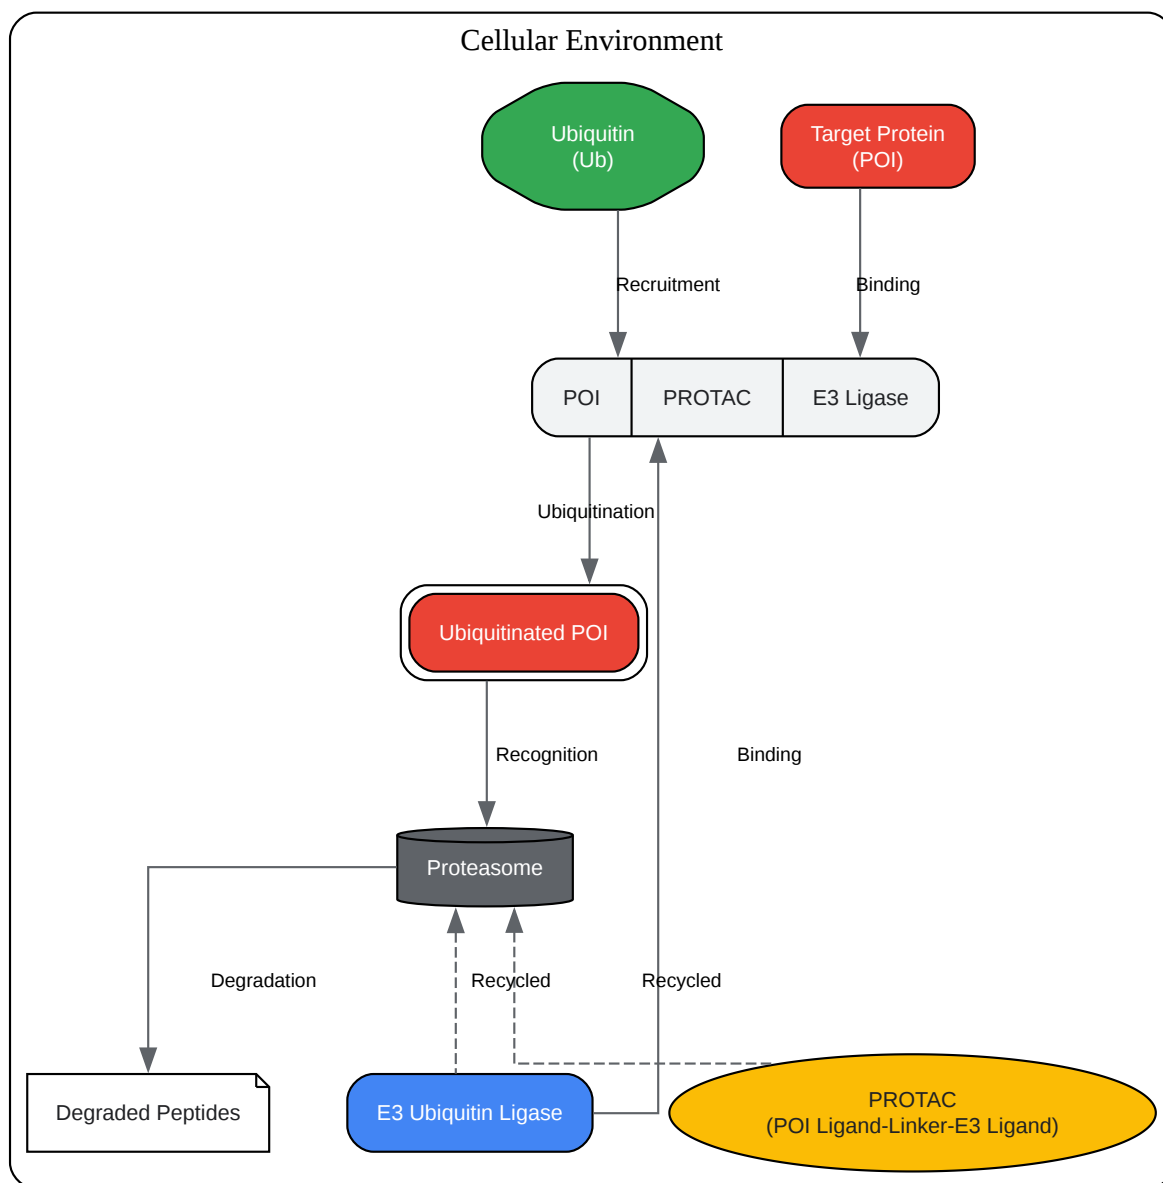 Cellular Environment
Ubiquitin
(Ub)
Target Protein
(POI)
Recruitment
Binding
POI
PROTAC
E3 Ligase
Ubiquitination
Ubiquitinated POI
Recognition
Binding
Proteasome
Degradation
Recycled
Recycled
Degraded Peptides
E3 Ubiquitin Ligase
PROTAC
(POI Ligand-Linker-E3 Ligand)